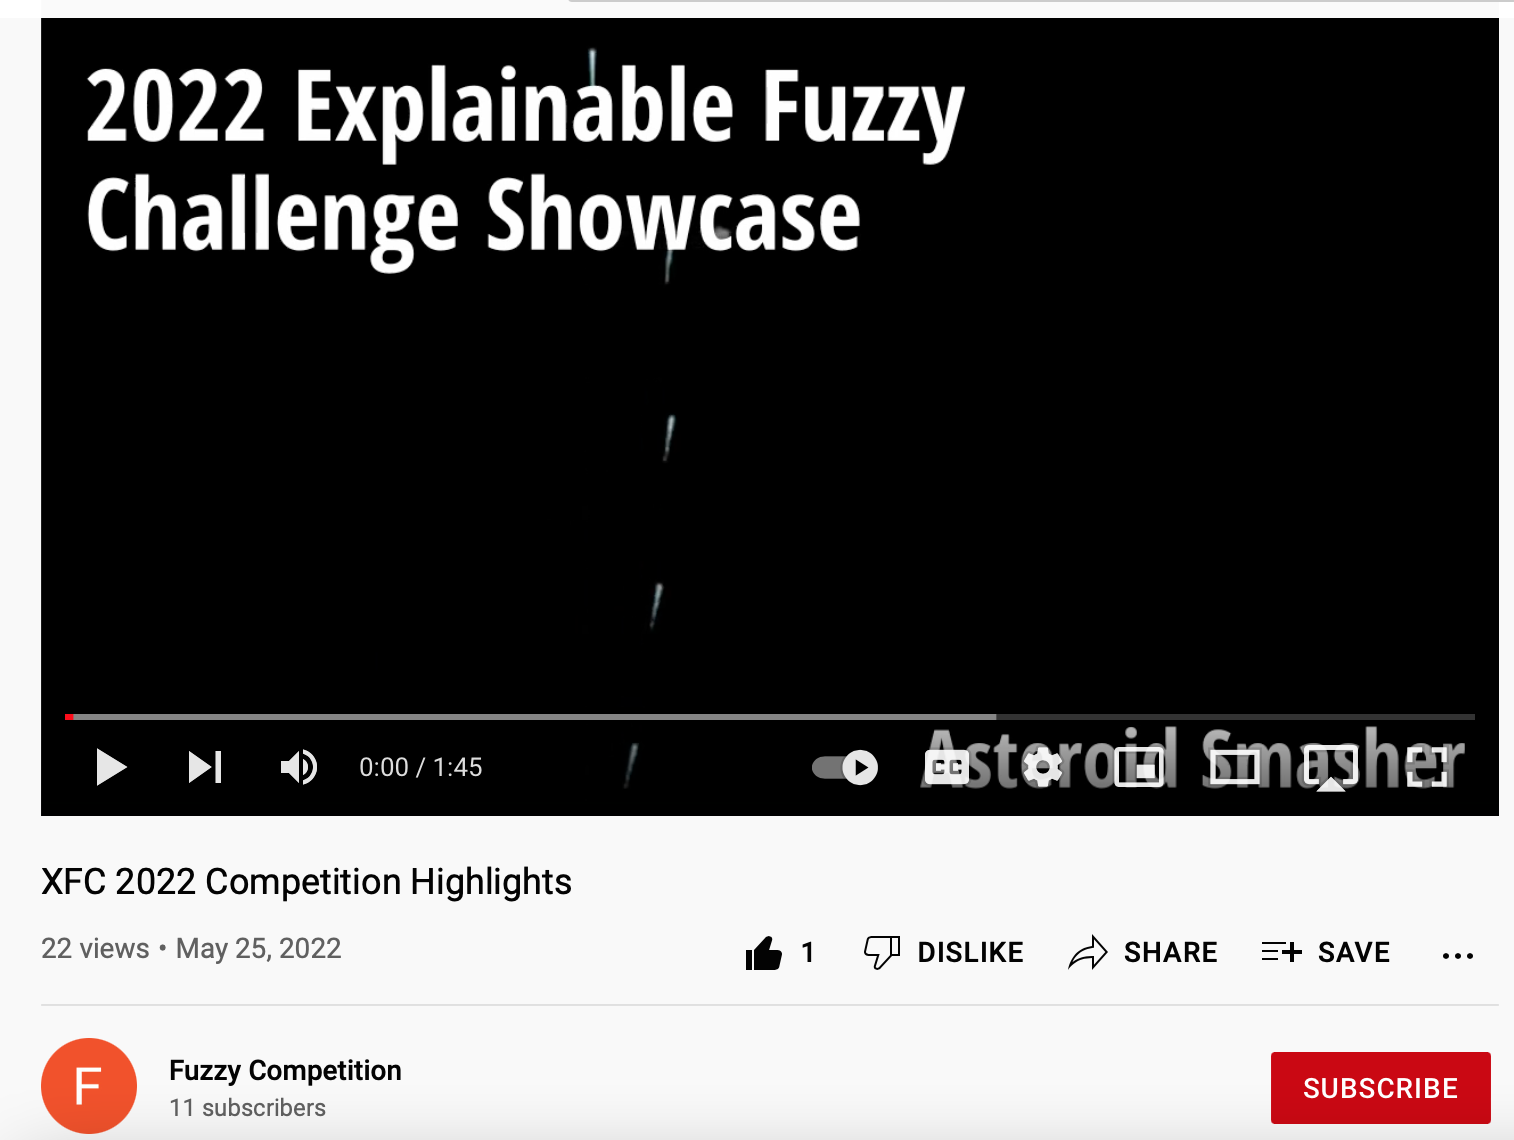 2022 Explainable Fuzzy
Challenge Showcase
Asteroid Smasher
0:00 / 1:45
CC
XFC 2022 Competition Highlights
22 views • May 25, 2022
1
DISLIKE
SHARE
SAVE
F
Fuzzy Competition
11 subscribers
SUBSCRIBE